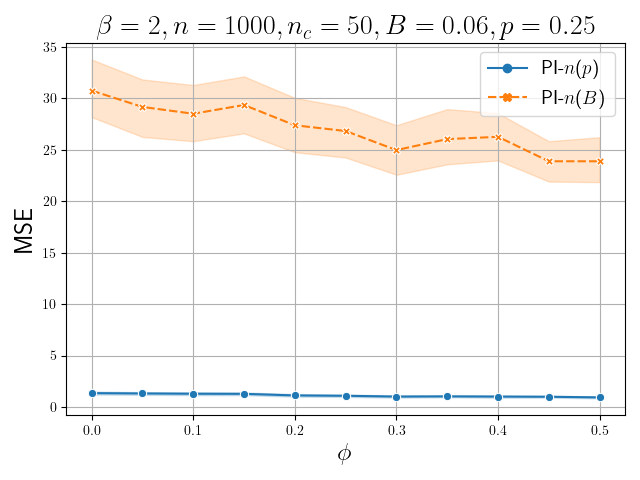 β = 2, n = 1000, n_c = 50, B = 0.06, p = 0.25
35
30
25
20
15
10
5
0
MSE
PI-n(p)
PI-n(B)
0.0 0.1 0.2 0.3 0.4 0.5
ϕ